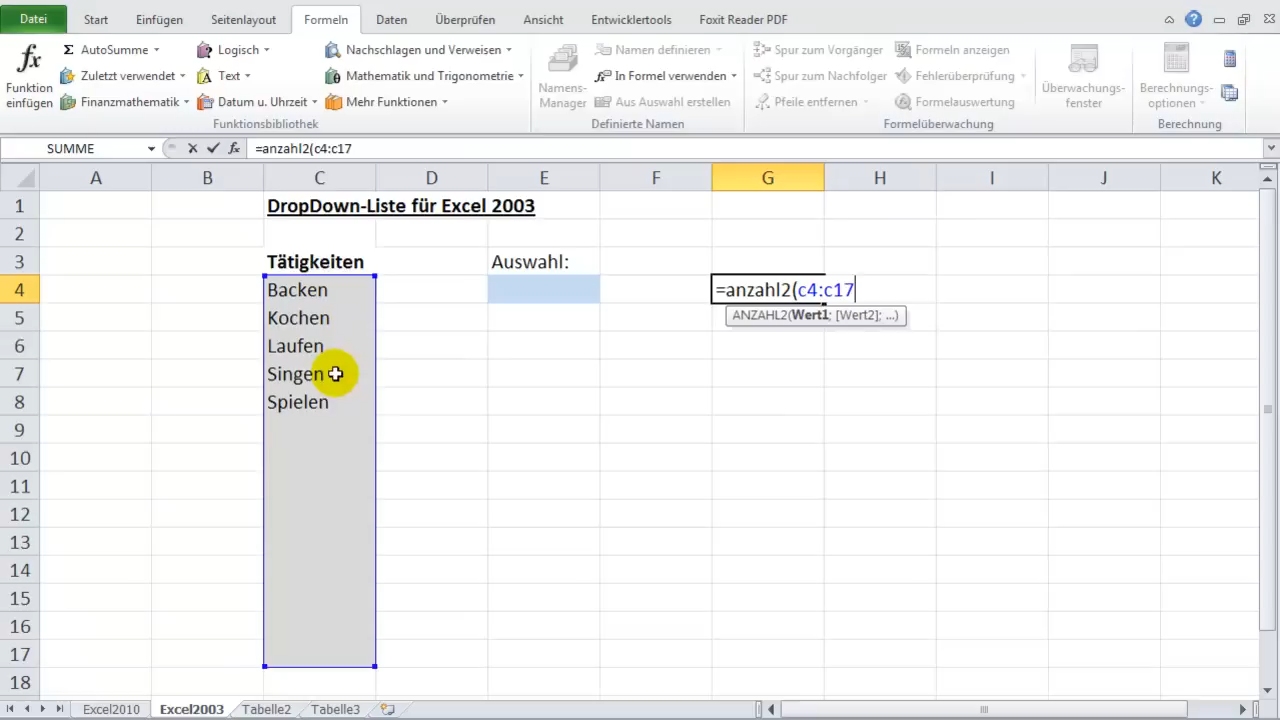 Datei Start Einfügen Seitenlayout Formeln Daten Überprüfen Ansicht Entwicklertools Foxit Reader PDF
fx Funktion einfügen
Σ AutoSumme
Zuletzt verwendet
Finanzmathematik
Logisch
Text
Datum u. Uhrzeit
Nachschlagen und Verweisen
Mathematik und Trigonometrie
Mehr Funktionen
Funktionsbibliothek
Namens-Manager
Namen definieren
In Formel verwenden
Aus Auswahl erstellen
Definierte Namen
Spur zum Vorgänger
Spur zum Nachfolger
Pfeile entfernen
Formeln anzeigen
Fehlerüberprüfung
Formelauswertung
Überwachungs-
fenster
Formelüberwachung
Berechnungs-
optionen
Berechnung
SUMME fx =anzahl2(c4:c17
A B C D E F G H I J K
1 DropDown-Liste für Excel 2003
2
3 Tätigkeiten Auswahl:
4 Backen =anzahl2(c4:c17
5 Kochen ANZAHL2(Wert1; [Wert2]; ...)
6 Laufen
7 Singen
8 Spielen
9
10
11
12
13
14
15
16
17
18
Excel2010 Excel2003 Tabelle2 Tabelle3